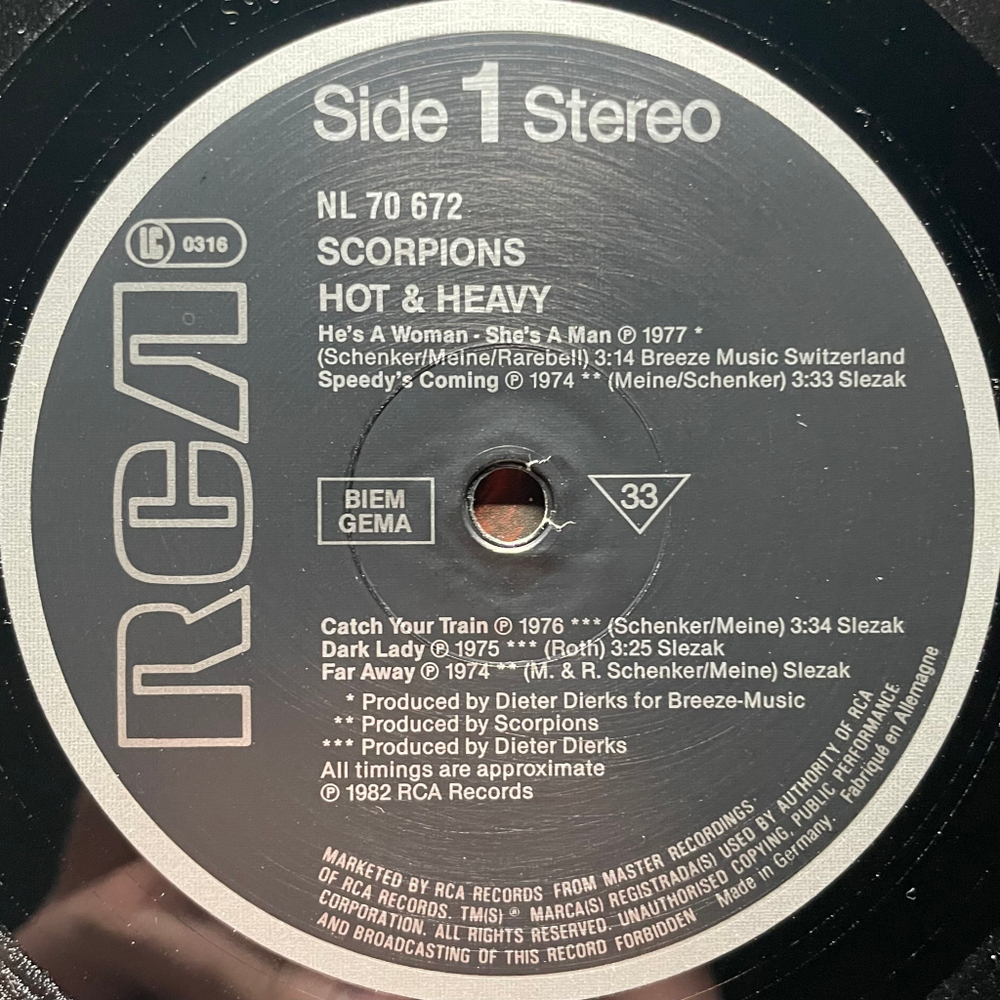 Side 1 Stereo
NL 70 672
LC 0316
SCORPIONS
HOT & HEAVY
He's A Woman - She's A Man ℗ 1977 *
(Schenker/Meine/Rarebell) 3:14 Breeze Music Switzerland
Speedy's Coming ℗ 1974 ** (Meine/Schenker) 3:33 Slezak
RCA
BIEM
GEMA
33
Catch Your Train ℗ 1976 *** (Schenker/Meine) 3:34 Slezak
Dark Lady ℗ 1975 *** (Roth) 3:25 Slezak
Far Away ℗ 1974 ** (M. & R. Schenker/Meine) Slezak
* Produced by Dieter Dierks for Breeze-Music
** Produced by Scorpions
*** Produced by Dieter Dierks
All timings are approximate
℗ 1982 RCA Records
MARKETED BY RCA RECORDS FROM MASTER RECORDINGS
OF RCA RECORDS. TM(S) ® MARCA(S) REGISTRADA(S) USED BY AUTHORITY OF RCA
CORPORATION. ALL RIGHTS RESERVED. UNAUTHORISED COPYING, PUBLIC PERFORMANCE
AND BROADCASTING OF THIS RECORD FORBIDDEN Made in Germany. Fabriqué en Allemagne